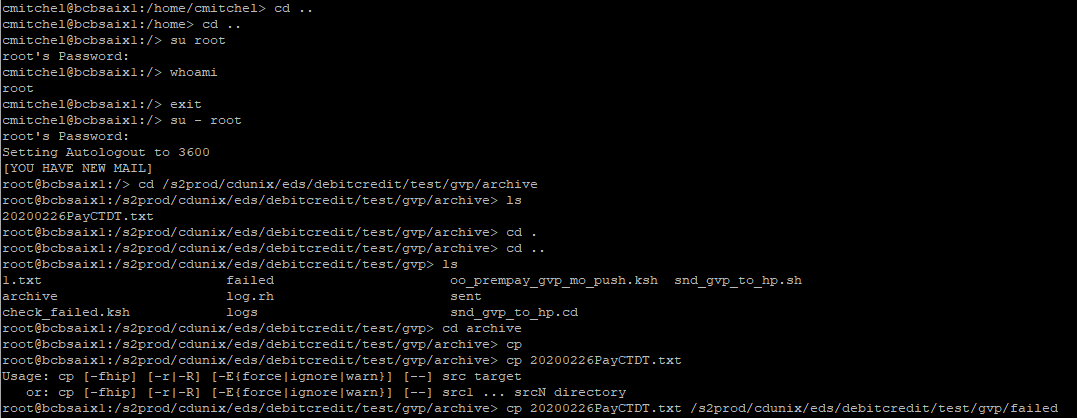 cmitchel@bcbsaix1:/home/cmitchel> cd ..
cmitchel@bcbsaix1:/home> cd ..
cmitchel@bcbsaix1:/> su root
root's Password:
cmitchel@bcbsaix1:/> whoami
root
cmitchel@bcbsaix1:/> exit
cmitchel@bcbsaix1:/> su - root
root's Password:
Setting Autologout to 3600
[YOU HAVE NEW MAIL]
root@bcbsaix1:/> cd /s2prod/cdunix/eds/debitcredit/test/gvp/archive
root@bcbsaix1:/s2prod/cdunix/eds/debitcredit/test/gvp/archive> ls
20200226PayCTDT.txt
root@bcbsaix1:/s2prod/cdunix/eds/debitcredit/test/gvp/archive> cd .
root@bcbsaix1:/s2prod/cdunix/eds/debitcredit/test/gvp/archive> cd ..
root@bcbsaix1:/s2prod/cdunix/eds/debitcredit/test/gvp> ls
1.txt failed oo_prempay_gvp_mo_push.ksh snd_gvp_to_hp.sh
archive log.rh sent
check_failed.ksh logs snd_gvp_to_hp.cd
root@bcbsaix1:/s2prod/cdunix/eds/debitcredit/test/gvp> cd archive
root@bcbsaix1:/s2prod/cdunix/eds/debitcredit/test/gvp/archive> cp
root@bcbsaix1:/s2prod/cdunix/eds/debitcredit/test/gvp/archive> cp 20200226PayCTDT.txt
Usage: cp [-fhip] [-r|-R] [-E{force|ignore|warn}] [--] src target
or: cp [-fhip] [-r|-R] [-E{force|ignore|warn}] [--] src1 ... srcN directory
root@bcbsaix1:/s2prod/cdunix/eds/debitcredit/test/gvp/archive> cp 20200226PayCTDT.txt /s2prod/cdunix/eds/debitcredit/test/gvp/failed